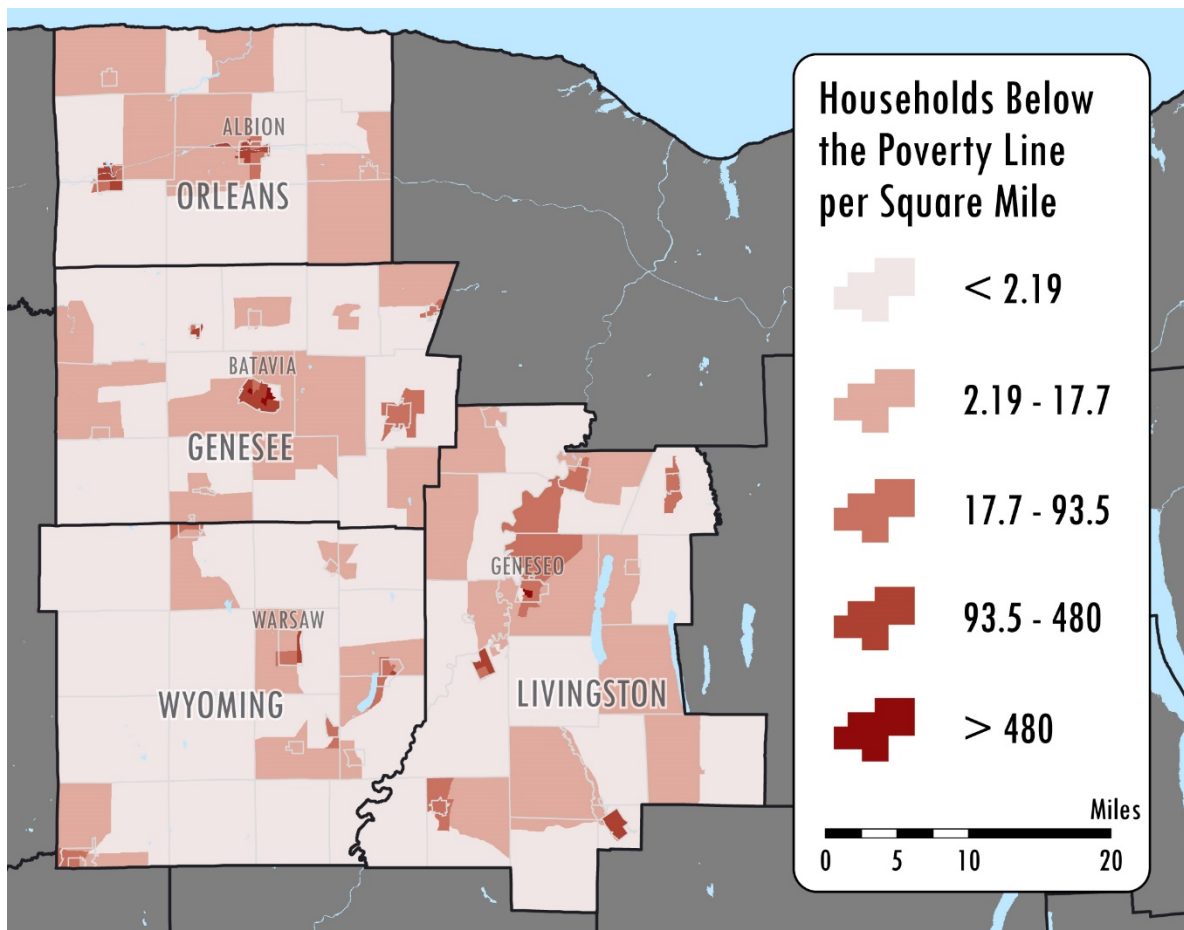 ALBION
ORLEANS
BATAVIA
GENESEE
GENESEO
WARSAW
WYOMING
LIVINGSTON
Households Below
the Poverty Line
per Square Mile
< 2.19
2.19 - 17.7
17.7 - 93.5
93.5 - 480
> 480
Miles
0 5 10 20